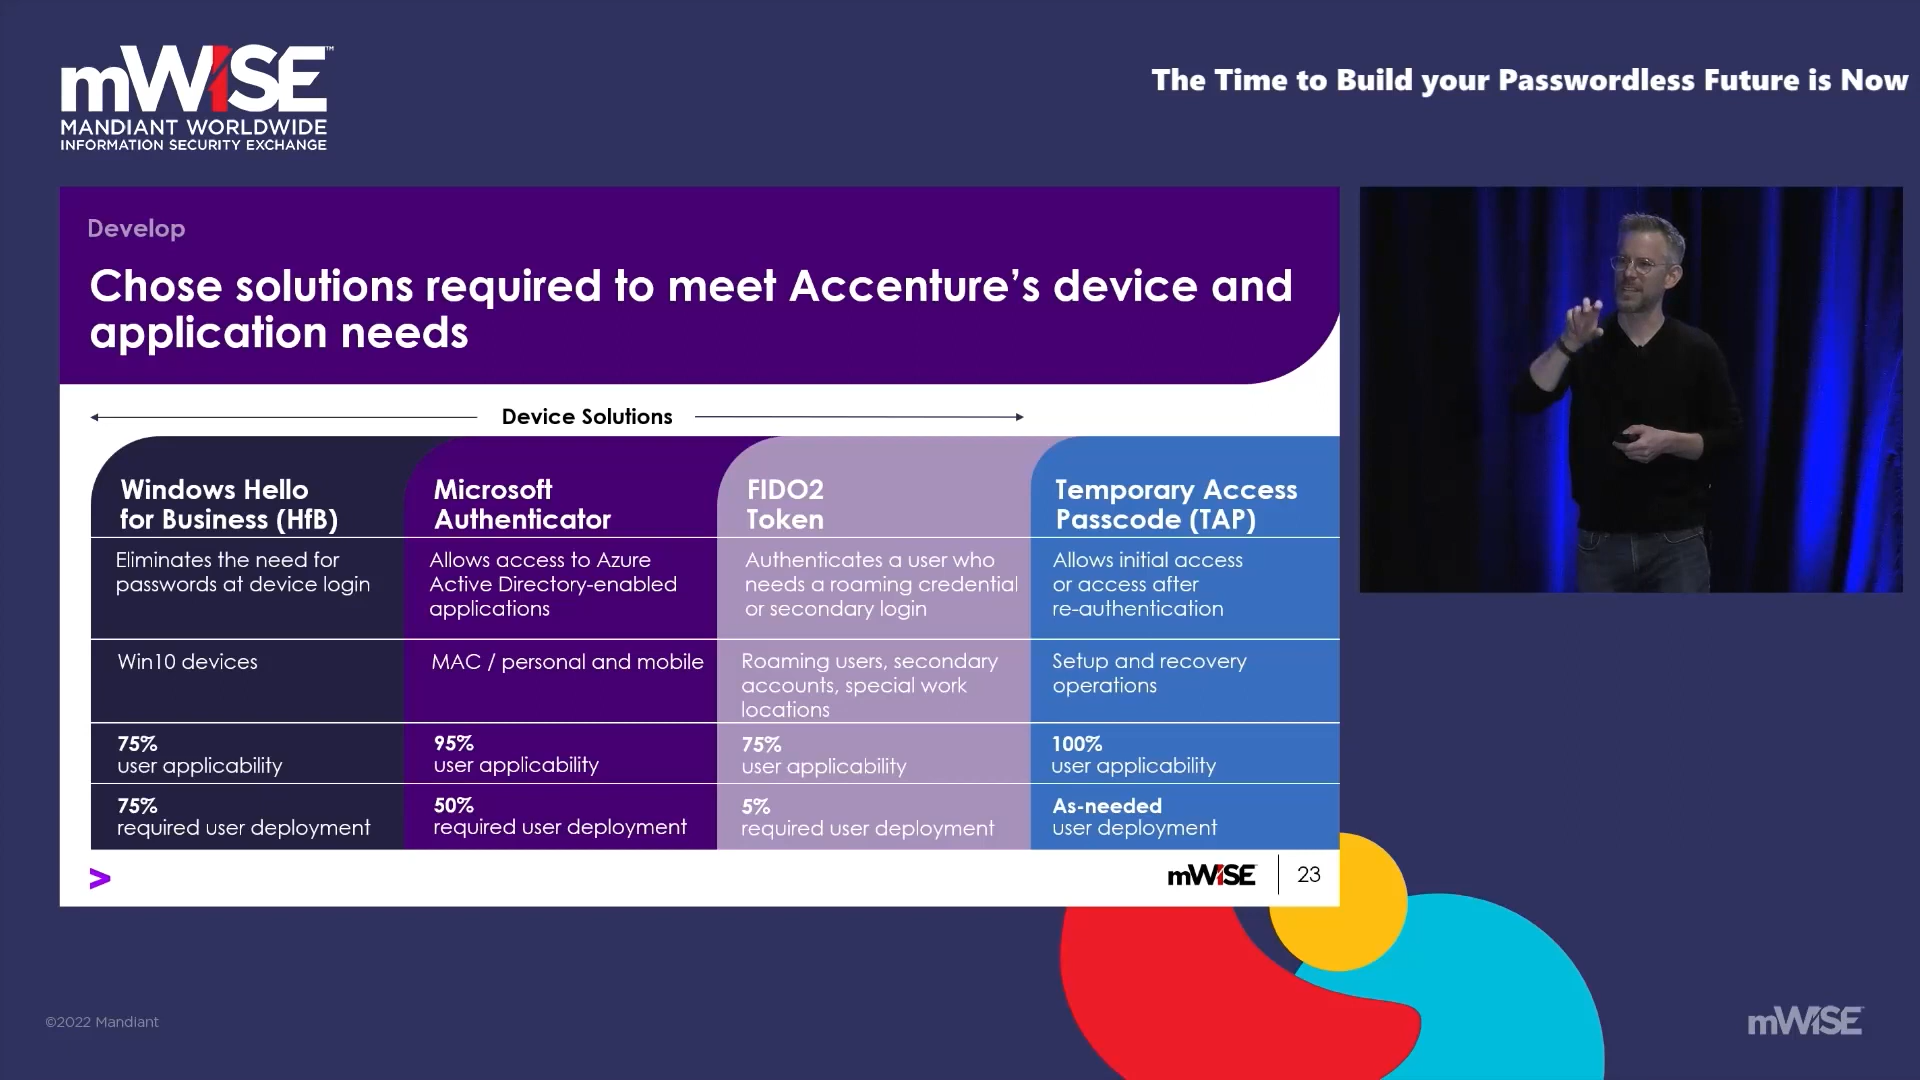 mWISE™
MANDIANT WORLDWIDE
INFORMATION SECURITY EXCHANGE
The Time to Build your Passwordless Future is Now
Develop
Chose solutions required to meet Accenture’s device and
application needs
Device Solutions
Windows Hello
for Business (HfB)
Eliminates the need for
passwords at device login
Win10 devices
75%
user applicability
75%
required user deployment
Microsoft
Authenticator
Allows access to Azure
Active Directory-enabled
applications
MAC / personal and mobile
95%
user applicability
50%
required user deployment
FIDO2
Token
Authenticates a user who
needs a roaming credential
or secondary login
Roaming users, secondary
accounts, special work
locations
75%
user applicability
5%
required user deployment
Temporary Access
Passcode (TAP)
Allows initial access
or access after
re-authentication
Setup and recovery
operations
100%
user applicability
As-needed
user deployment
>
mWISE
23
©2022 Mandiant
mWISE